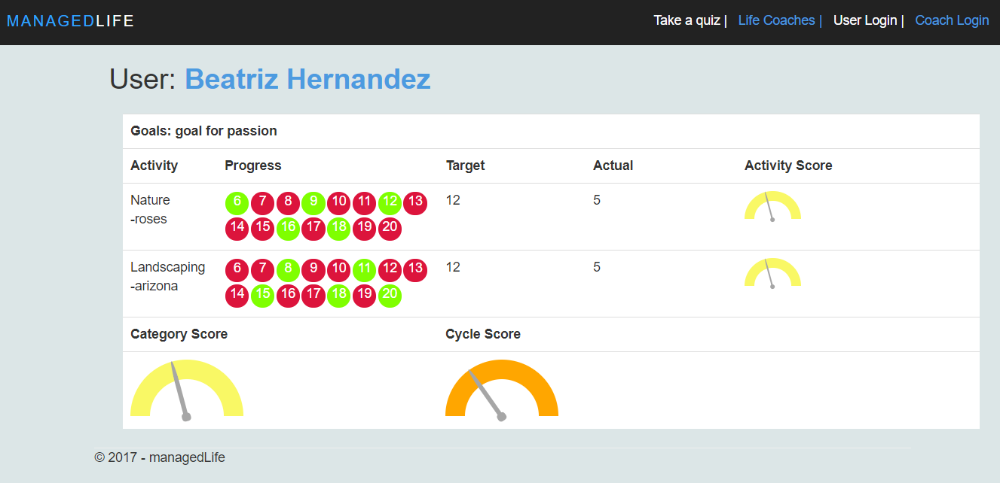 MANAGEDLIFE Take a quiz | Life Coaches | User Login | Coach Login
User: Beatriz Hernandez
Goals: goal for passion
Activity Progress Target Actual Activity Score
Nature 6 7 8 9 10 11 12 13 12 5
-roses 14 15 16 17 18 19 20
Landscaping 6 7 8 9 10 11 12 13 12 5
-arizona 14 15 16 17 18 19 20
Category Score Cycle Score
© 2017 - managedLife